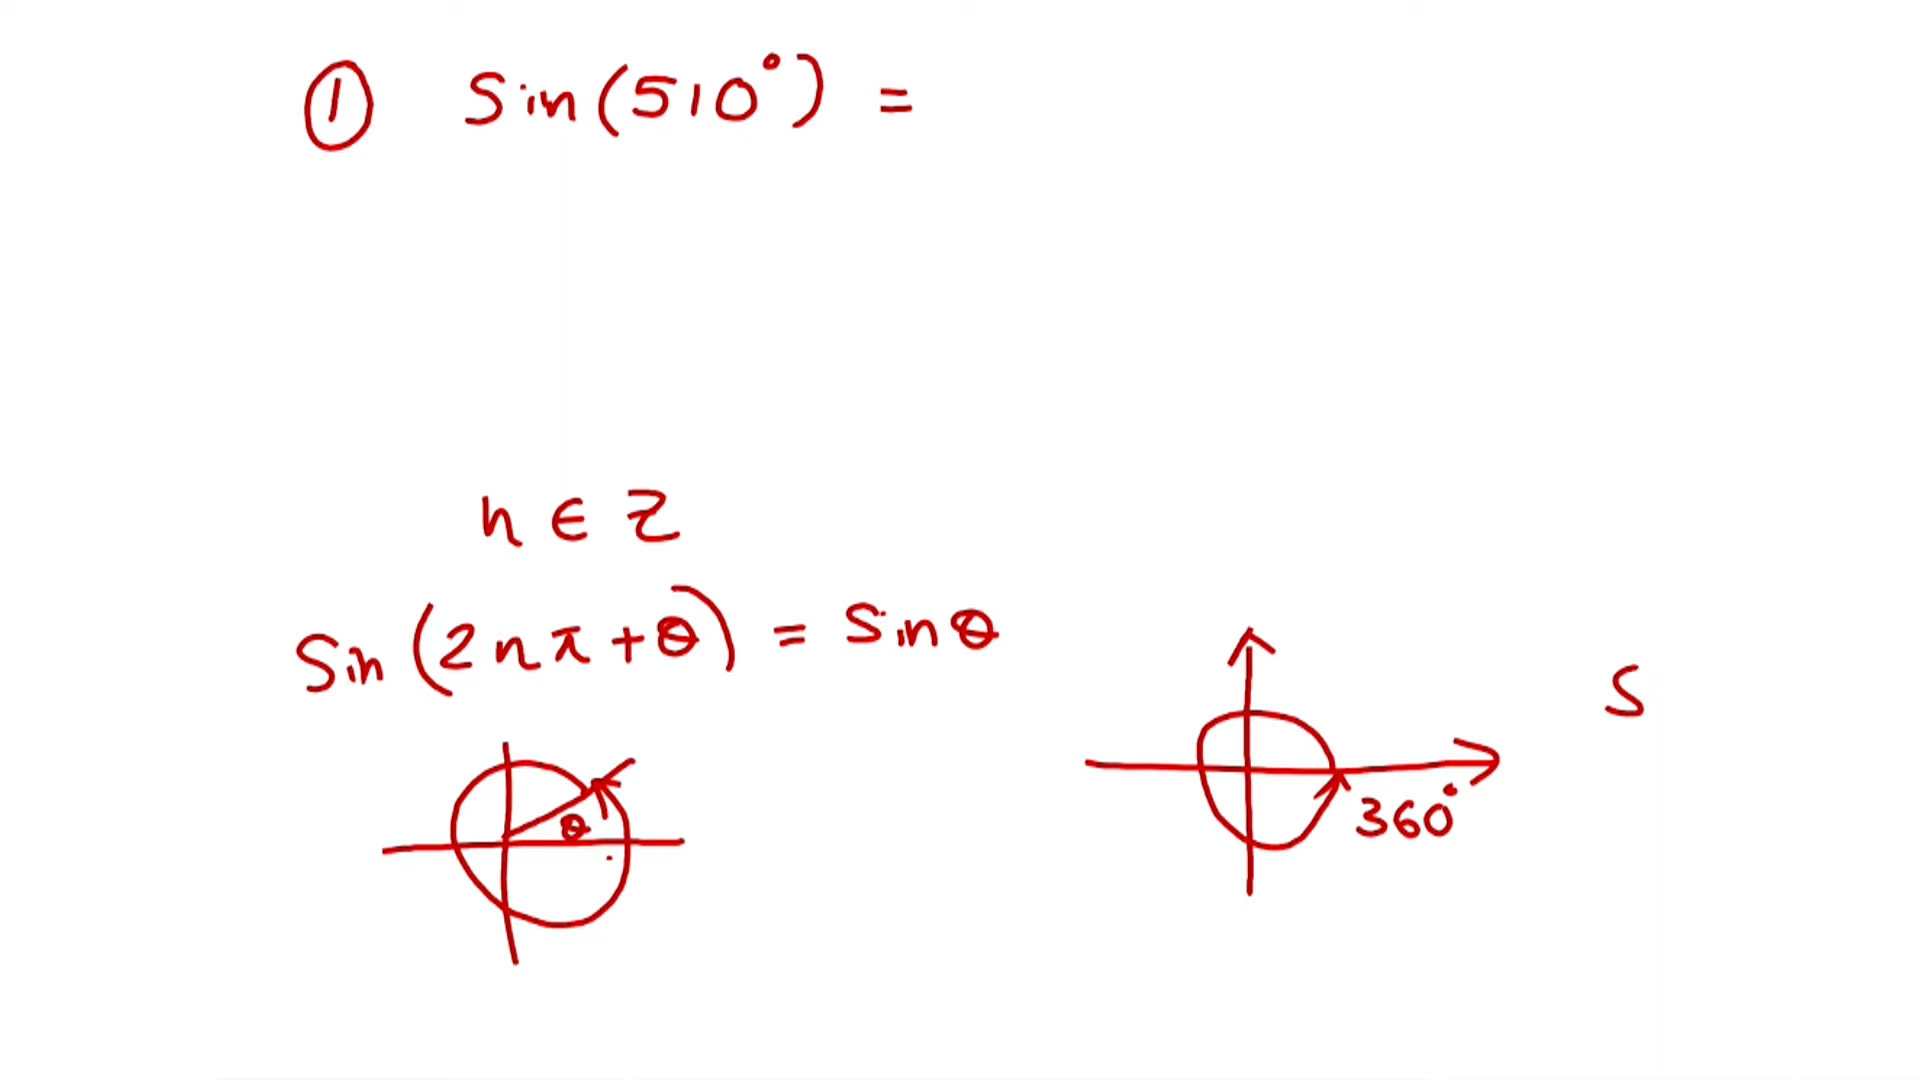 ① Sin(510°) =
n ∈ Z
Sin(2nπ+θ) = Sinθ
S
θ
360°